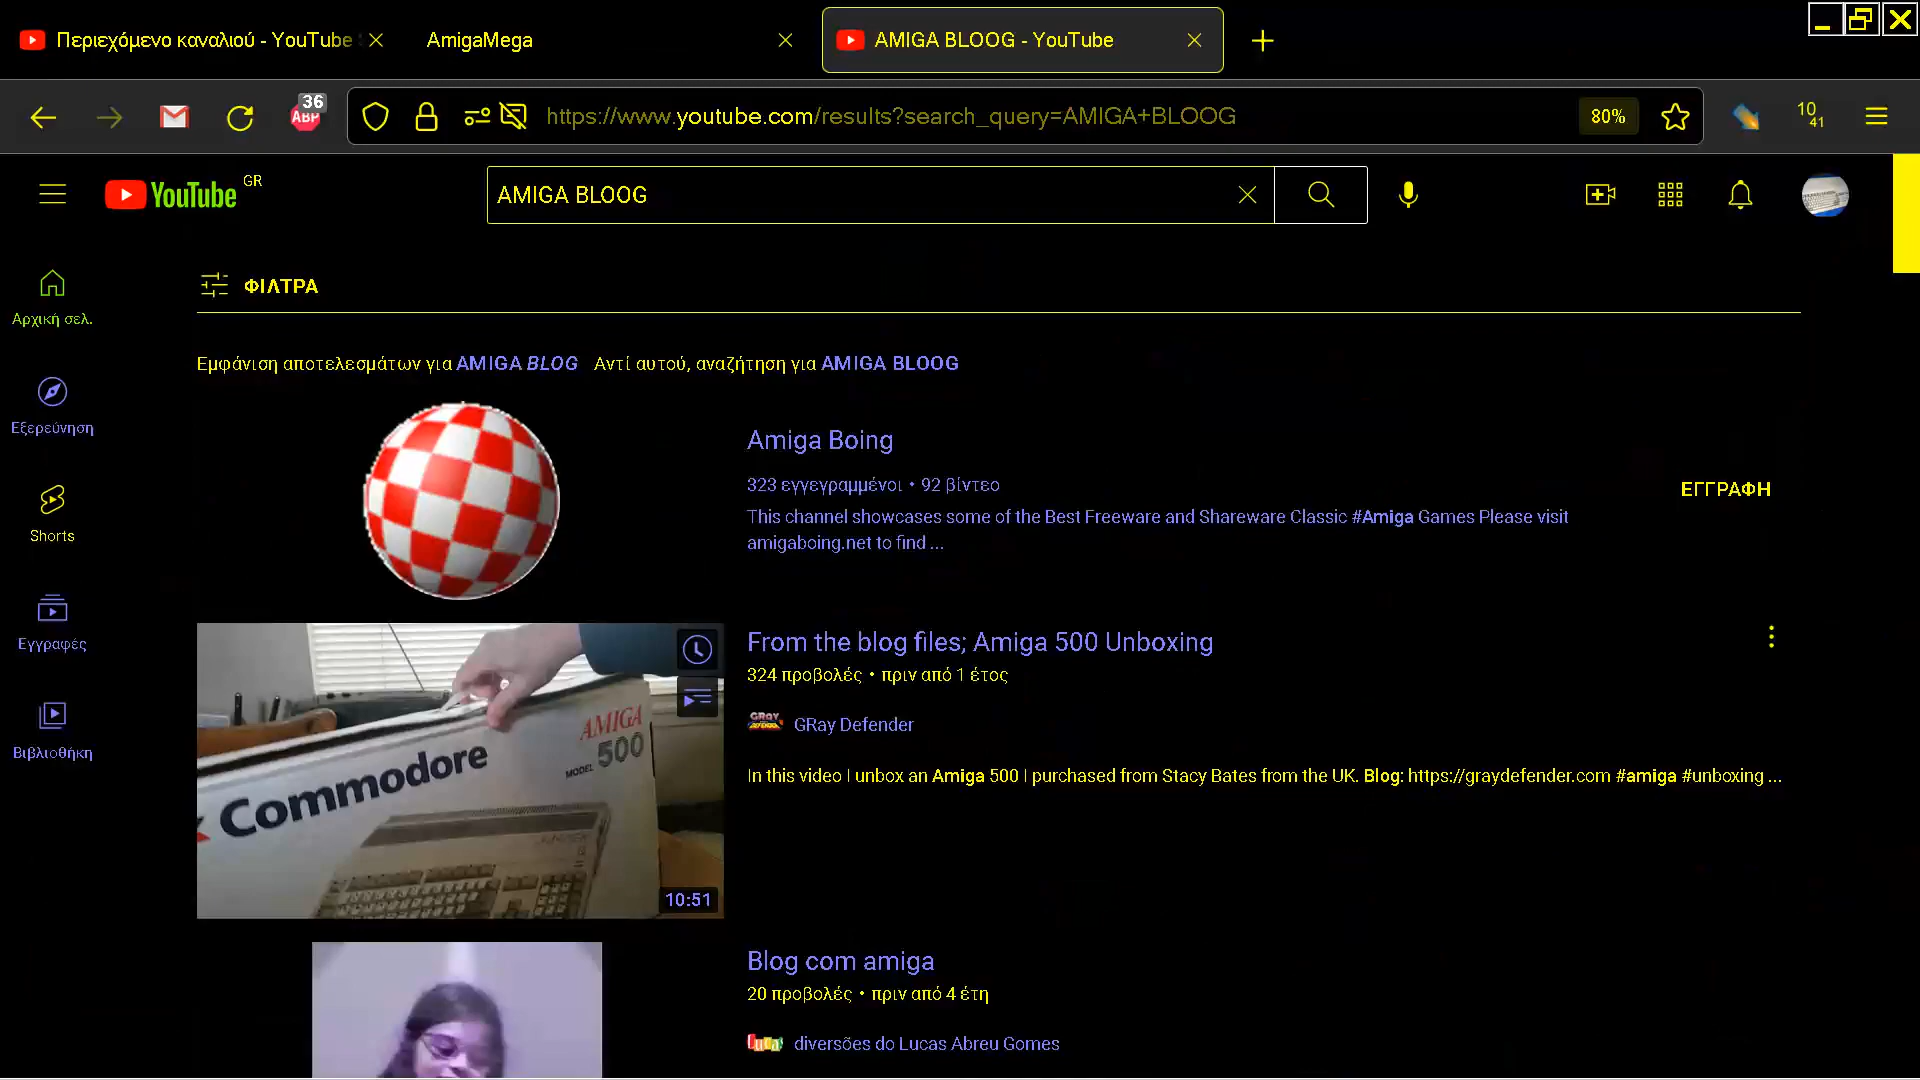 Περιεχόμενο καναλιού - YouTube
AmigaMega
AMIGA BLOOG - YouTube
36
ABP
https://www.youtube.com/results?search_query=AMIGA+BLOOG
80%
10
41
YouTube GR
AMIGA BLOOG
Αρχική σελ.
Εξερεύνηση
Shorts
Εγγραφές
Βιβλιοθήκη
ΦΙΛΤΡΑ
Εμφάνιση αποτελεσμάτων για AMIGA BLOG Αντί αυτού, αναζήτηση για AMIGA BLOOG
Amiga Boing
323 εγγεγραμμένοι • 92 βίντεο
This channel showcases some of the Best Freeware and Shareware Classic #Amiga Games Please visit
amigaboing.net to find ...
ΕΓΓΡΑΦΗ
Commodore
AMIGA
MODEL 500
10:51
From the blog files; Amiga 500 Unboxing
324 προβολές • πριν από 1 έτος
GRay Defender
In this video I unbox an Amiga 500 I purchased from Stacy Bates from the UK. Blog: https://graydefender.com #amiga #unboxing ...
Blog com amiga
20 προβολές • πριν από 4 έτη
diversões do Lucas Abreu Gomes